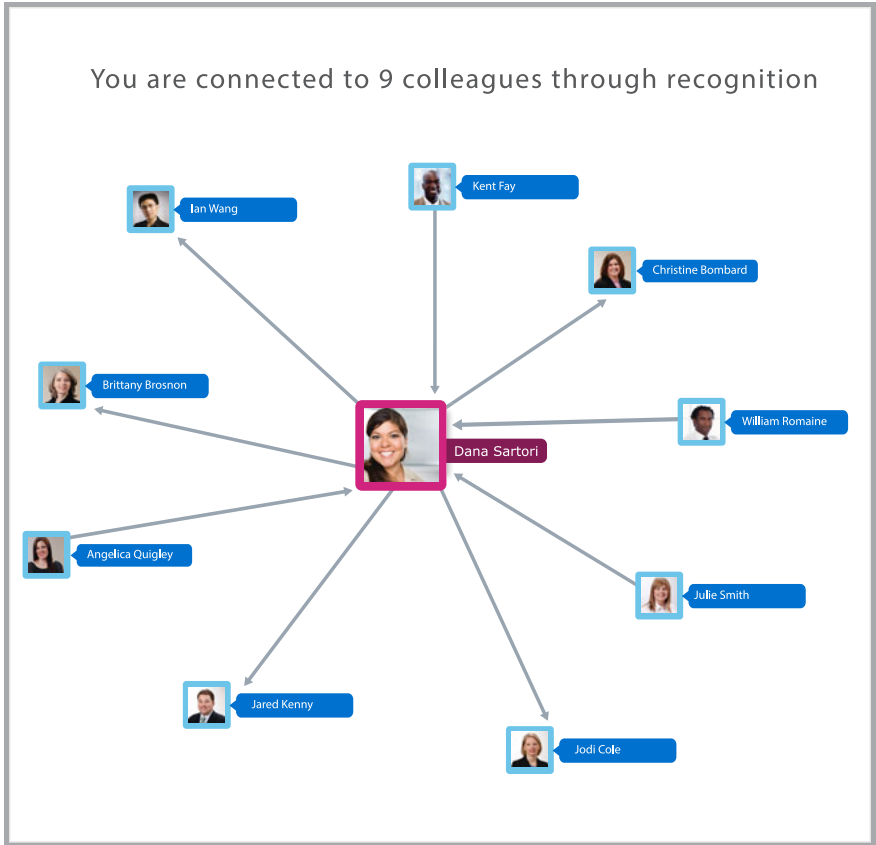 You are connected to 9 colleagues through recognition
Kent Fay
Ian Wang
Christine Bombard
Brittany Brosnon
William Romaine
Dana Sartori
Angelica Quigley
Julie Smith
Jared Kenny
Jodi Cole